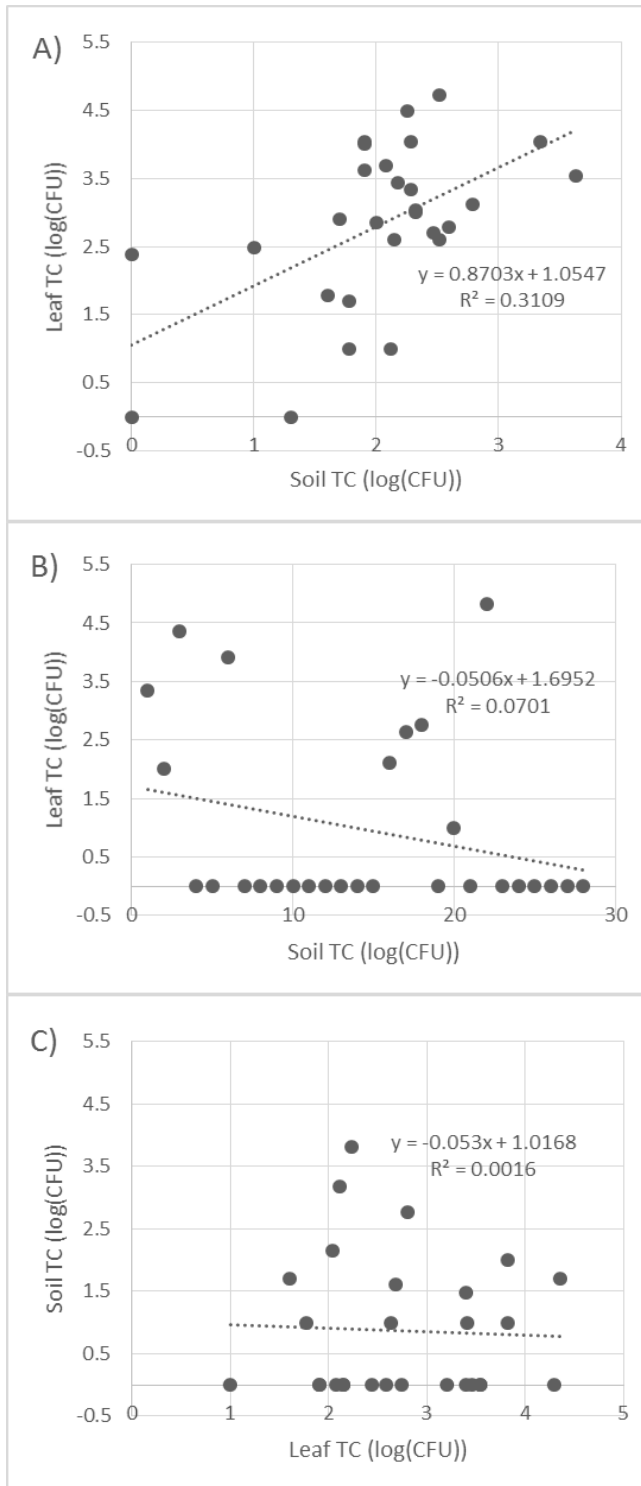 A)
5.5
4.5
3.5
2.5
1.5
0.5
-0.5
Leaf TC (log(CFU))
y = 0.8703x + 1.0547
R² = 0.3109
0 1 2 3 4
Soil TC (log(CFU))
B)
5.5
4.5
3.5
2.5
1.5
0.5
-0.5
Leaf TC (log(CFU))
y = -0.0506x + 1.6952
R² = 0.0701
0 10 20 30
Soil TC (log(CFU))
C)
5.5
4.5
3.5
2.5
1.5
0.5
-0.5
Soil TC (log(CFU))
y = -0.053x + 1.0168
R² = 0.0016
0 1 2 3 4 5
Leaf TC (log(CFU))